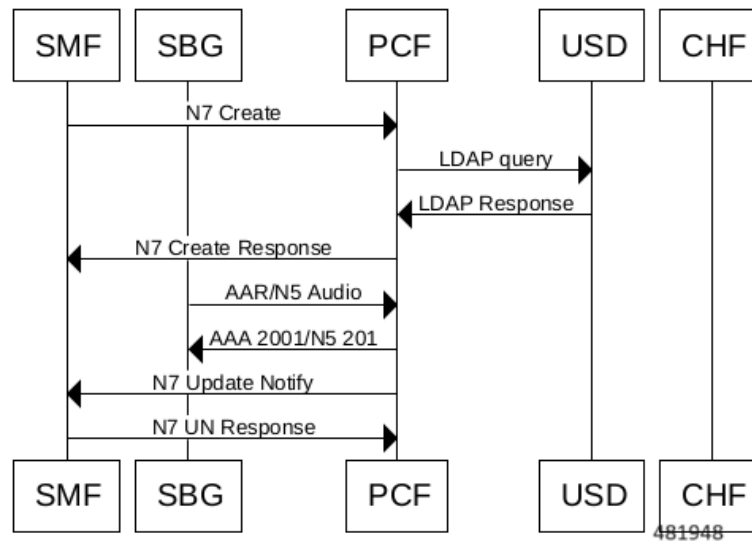 SMF SBG PCF USD CHF
N7 Create
LDAP query
LDAP Response
N7 Create Response
AAR/N5 Audio
AAA 2001/N5 201
N7 Update Notify
N7 UN Response
SMF SBG PCF USD CHF
481948